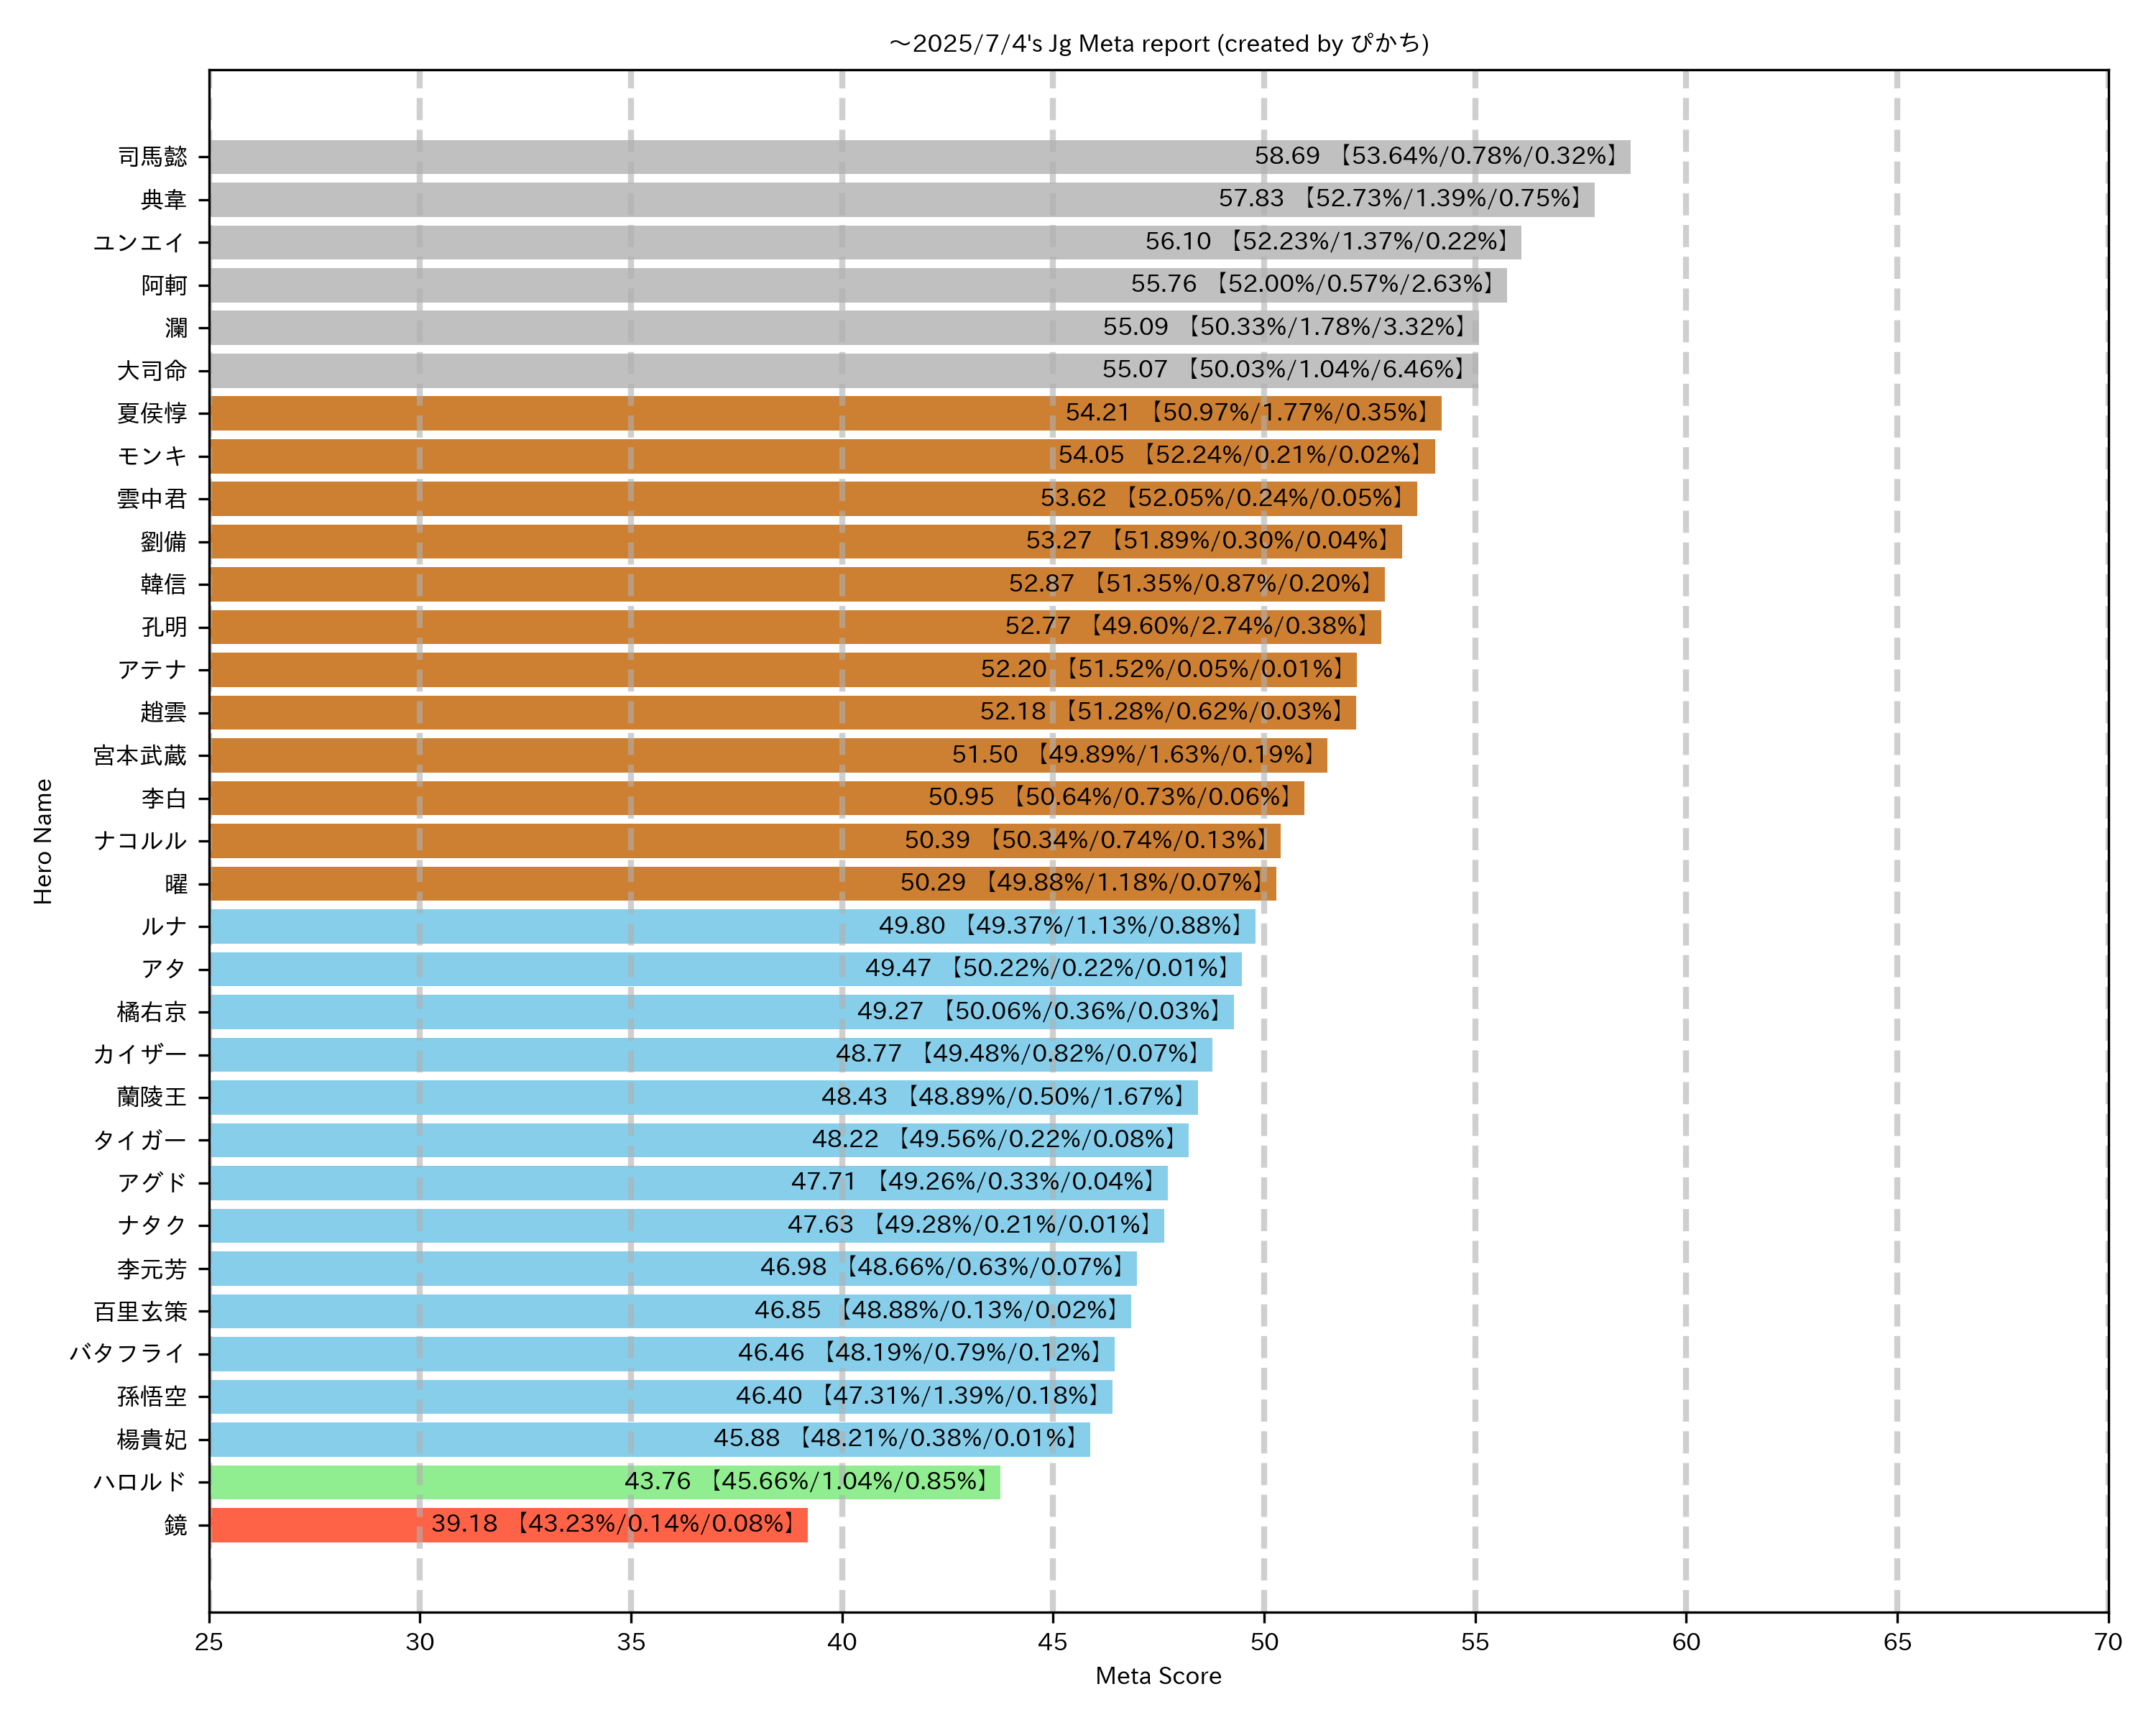 ～2025/7/4's Jg Meta report (created by ぴかち)
司馬懿 58.69 【53.64%/0.78%/0.32%】
典韋 57.83 【52.73%/1.39%/0.75%】
ユンエイ 56.10 【52.23%/1.37%/0.22%】
阿軻 55.76 【52.00%/0.57%/2.63%】
瀾 55.09 【50.33%/1.78%/3.32%】
大司命 55.07 【50.03%/1.04%/6.46%】
夏侯惇 54.21 【50.97%/1.77%/0.35%】
モンキ 54.05 【52.24%/0.21%/0.02%】
雲中君 53.62 【52.05%/0.24%/0.05%】
劉備 53.27 【51.89%/0.30%/0.04%】
韓信 52.87 【51.35%/0.87%/0.20%】
孔明 52.77 【49.60%/2.74%/0.38%】
アテナ 52.20 【51.52%/0.05%/0.01%】
趙雲 52.18 【51.28%/0.62%/0.03%】
宮本武蔵 51.50 【49.89%/1.63%/0.19%】
李白 50.95 【50.64%/0.73%/0.06%】
ナコルル 50.39 【50.34%/0.74%/0.13%】
曜 50.29 【49.88%/1.18%/0.07%】
ルナ 49.80 【49.37%/1.13%/0.88%】
アタ 49.47 【50.22%/0.22%/0.01%】
橘右京 49.27 【50.06%/0.36%/0.03%】
カイザー 48.77 【49.48%/0.82%/0.07%】
蘭陵王 48.43 【48.89%/0.50%/1.67%】
タイガー 48.22 【49.56%/0.22%/0.08%】
アグド 47.71 【49.26%/0.33%/0.04%】
ナタク 47.63 【49.28%/0.21%/0.01%】
李元芳 46.98 【48.66%/0.63%/0.07%】
百里玄策 46.85 【48.88%/0.13%/0.02%】
バタフライ 46.46 【48.19%/0.79%/0.12%】
孫悟空 46.40 【47.31%/1.39%/0.18%】
楊貴妃 45.88 【48.21%/0.38%/0.01%】
ハロルド 43.76 【45.66%/1.04%/0.85%】
鏡 39.18 【43.23%/0.14%/0.08%】
Hero Name
25 30 35 40 45 50 55 60 65 70
Meta Score